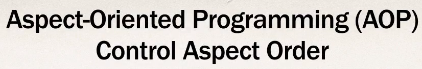 Aspect-Oriented Programming (AOP)
Control Aspect Order